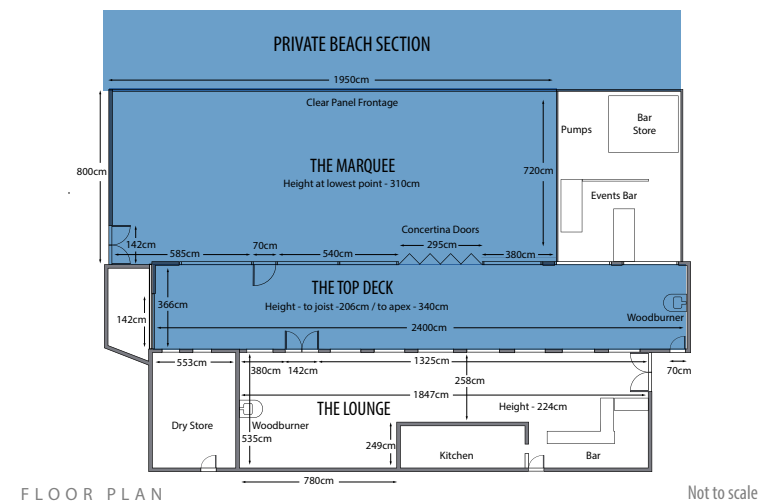 PRIVATE BEACH SECTION
1950cm
Clear Panel Frontage
Bar
Store
Pumps
THE MARQUEE
Height at lowest point - 310cm
800cm
720cm
Events Bar
Concertina Doors
142cm
585cm
70cm
540cm
295cm
380cm
THE TOP DECK
Height - to joist -206cm / to apex - 340cm
366cm
142cm
Woodburner
2400cm
553cm
380cm
142cm
1325cm
70cm
258cm
1847cm
THE LOUNGE
Height - 224cm
Dry Store
Woodburner
535cm
249cm
Kitchen
Bar
780cm
FLOOR PLAN
Not to scale